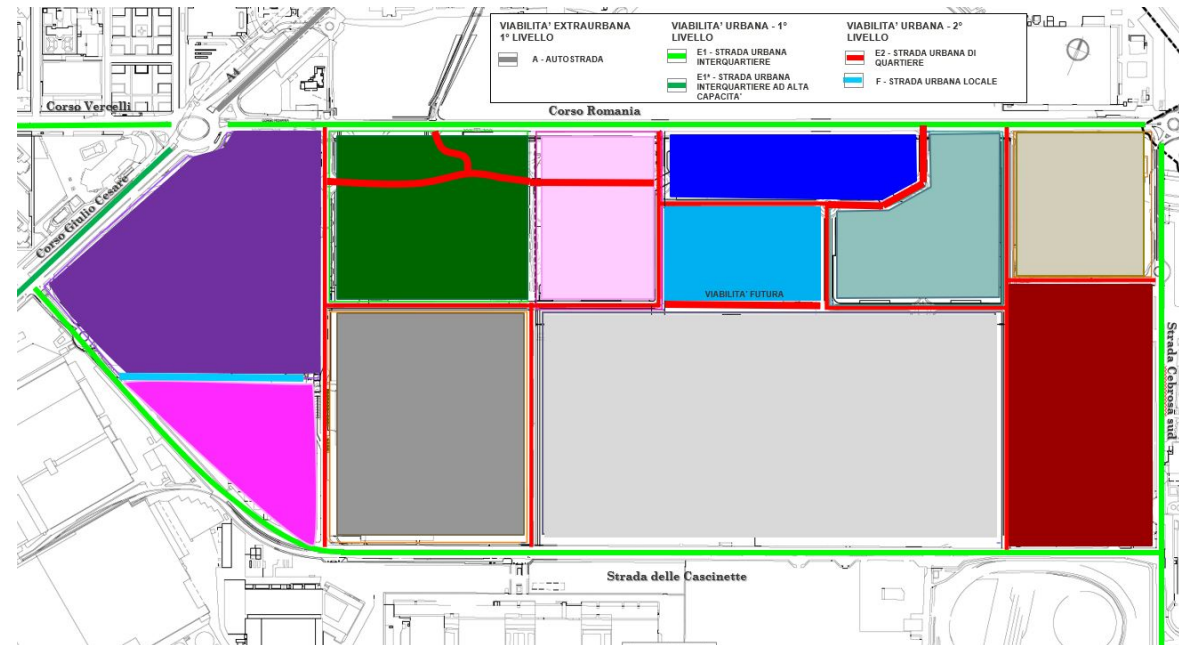 VIABILITA' EXTRAURBANA
1° LIVELLO
A - AUTOSTRADA
VIABILITA' URBANA - 1°
LIVELLO
E1 - STRADA URBANA
INTERQUARTIERE
E1* - STRADA URBANA
INTERQUARTIERE AD ALTA
CAPACITA'
VIABILITA' URBANA - 2°
LIVELLO
E2 - STRADA URBANA DI
QUARTIERE
F - STRADA URBANA LOCALE
A4
Corso Vercelli
Corso Romania
Corso Giulio Cesare
VIABILITA' FUTURA
Strada Cebrosa sud
Strada delle Cascinette